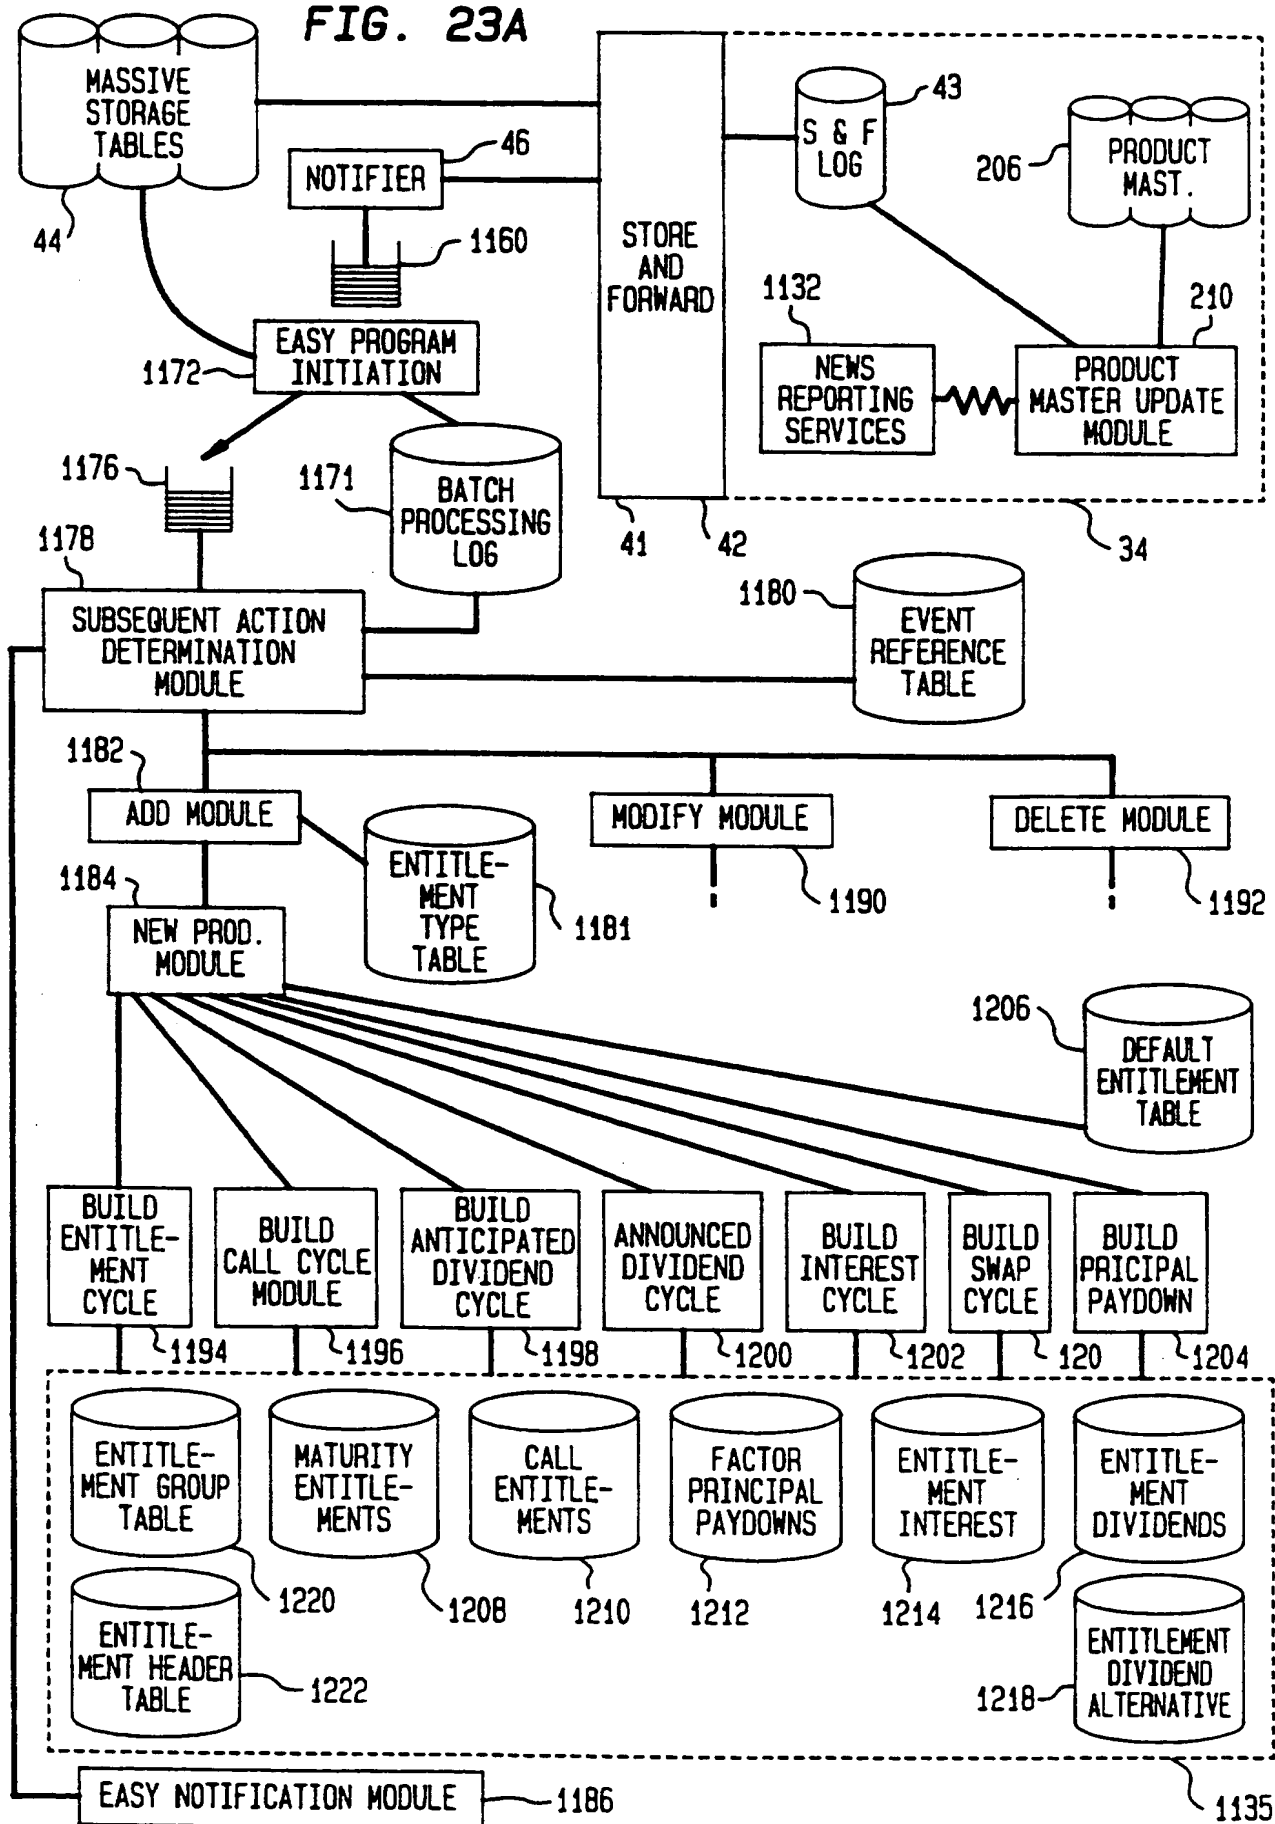 FIG. 23A
MASSIVE
STORAGE
TABLES
44
46
NOTIFIER
1160
EASY PROGRAM
INITIATION
1172
1176
1171
BATCH
PROCESSING
LOG
STORE
AND
FORWARD
41
42
43
S & F
LOG
206
PRODUCT
MAST.
1132
NEWS
REPORTING
SERVICES
210
PRODUCT
MASTER UPDATE
MODULE
34
1178
SUBSEQUENT ACTION
DETERMINATION
MODULE
1180
EVENT
REFERENCE
TABLE
1182
ADD MODULE
MODIFY MODULE
1190
DELETE MODULE
1192
1184
NEW PROD.
MODULE
ENTITLE-
MENT
TYPE
TABLE
1181
1206
DEFAULT
ENTITLEMENT
TABLE
BUILD
ENTITLE-
MENT
CYCLE
1194
BUILD
CALL CYCLE
MODULE
1196
BUILD
ANTICIPATED
DIVIDEND
CYCLE
1198
ANNOUNCED
DIVIDEND
CYCLE
1200
BUILD
INTEREST
CYCLE
1202
BUILD
SWAP
CYCLE
120
BUILD
PRICIPAL
PAYDOWN
1204
ENTITLE-
MENT GROUP
TABLE
1220
MATURITY
ENTITLE-
MENTS
1208
CALL
ENTITLE-
MENTS
1210
FACTOR
PRINCIPAL
PAYDOWNS
1212
ENTITLE-
MENT
INTEREST
1214
ENTITLE-
MENT
DIVIDENDS
1216
ENTITLE-
MENT HEADER
TABLE
1222
ENTITLEMENT
DIVIDEND
ALTERNATIVE
1218
1135
EASY NOTIFICATION MODULE
1186